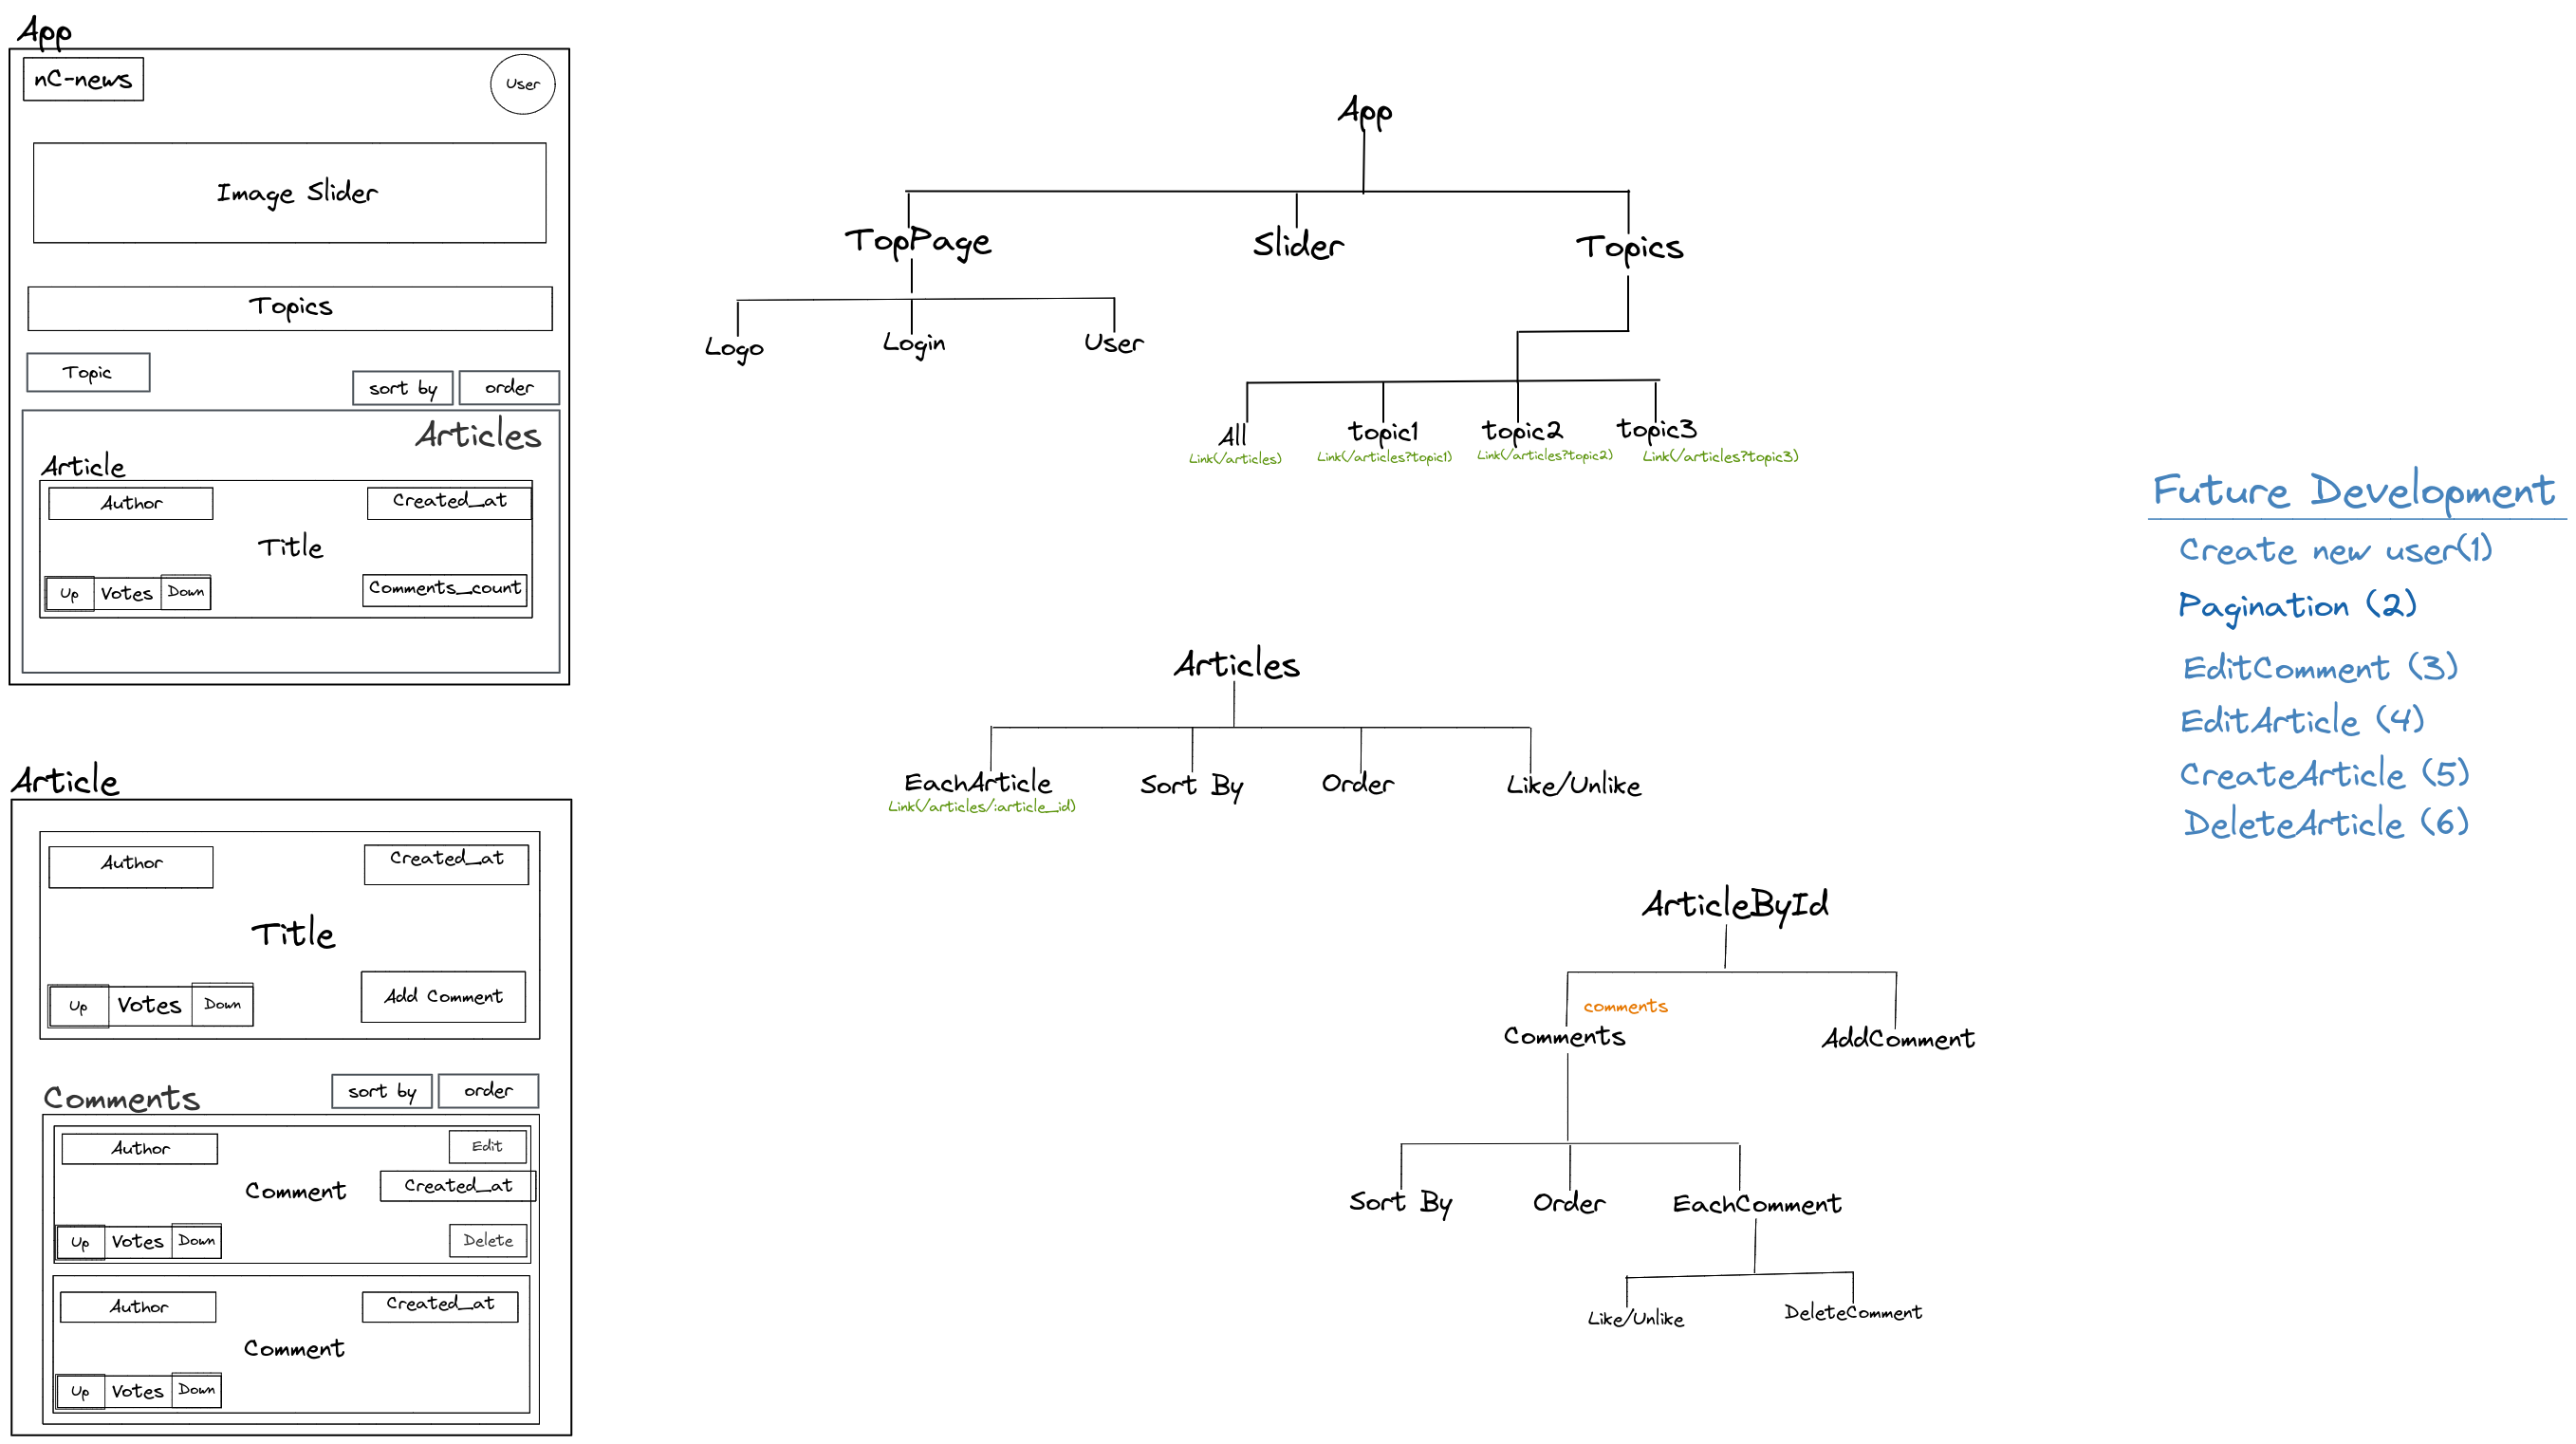 App
nC-news
User
Image Slider
Topics
Topic
sort by
order
Articles
Article
Author
Created_at
Title
Up
Votes
Down
Comments_count
Article
Author
Created_at
Title
Up
Votes
Down
Add Comment
Comments
sort by
order
Author
Edit
Comment
Created_at
Up
Votes
Down
Delete
Author
Created_at
Comment
Up
Votes
Down
App
TopPage
Slider
Topics
Logo
Login
User
All
topic1
topic2
topic3
Link(/articles)
Link(/articles?topic1)
Link(/articles?topic2)
Link(/articles?topic3)
Articles
EachArticle
Sort By
Order
Like/Unlike
Link(/articles/:article_id)
ArticleById
comments
Comments
AddComment
Sort By
Order
EachComment
Like/Unlike
DeleteComment
Future Development
Create new user(1)
Pagination (2)
EditComment (3)
EditArticle (4)
CreateArticle (5)
DeleteArticle (6)